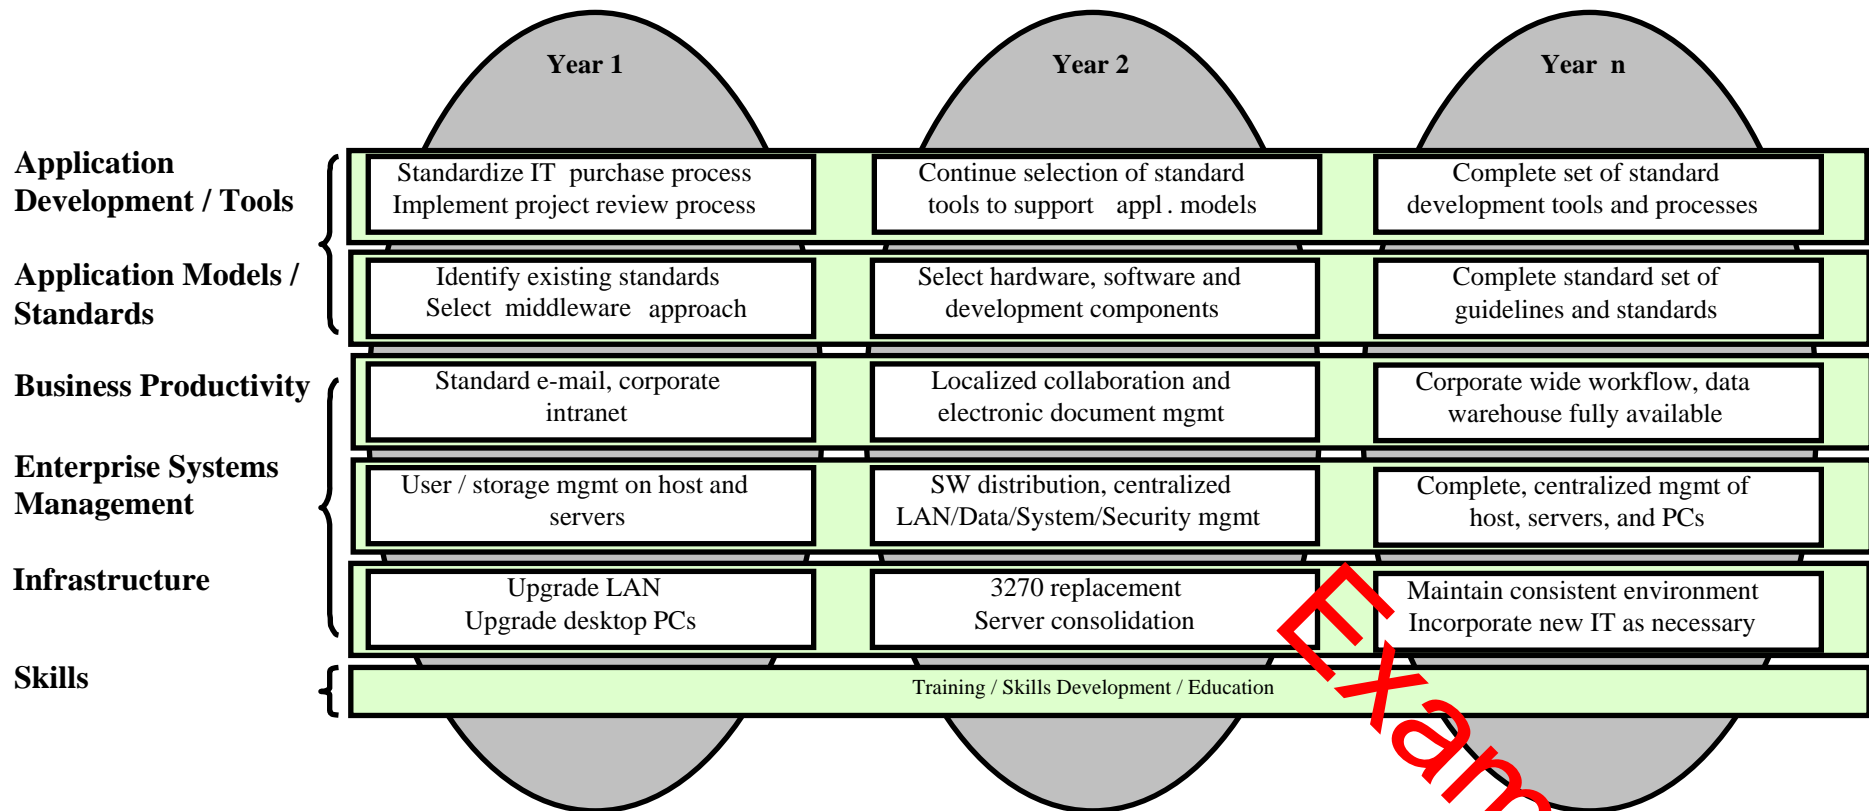 Year 1
Year 2
Year n
Application
Development / Tools
Standardize IT purchase process
Implement project review process
Continue selection of standard
tools to support appl. models
Complete set of standard
development tools and processes
Application Models /
Standards
Identify existing standards
Select middleware approach
Select hardware, software and
development components
Complete standard set of
guidelines and standards
Business Productivity
Standard e-mail, corporate
intranet
Localized collaboration and
electronic document mgmt
Corporate wide workflow, data
warehouse fully available
Enterprise Systems
Management
User / storage mgmt on host and
servers
SW distribution, centralized
LAN/Data/System/Security mgmt
Complete, centralized mgmt of
host, servers, and PCs
Infrastructure
Upgrade LAN
Upgrade desktop PCs
3270 replacement
Server consolidation
Maintain consistent environment
Incorporate new IT as necessary
Skills
Training / Skills Development / Education
Exam